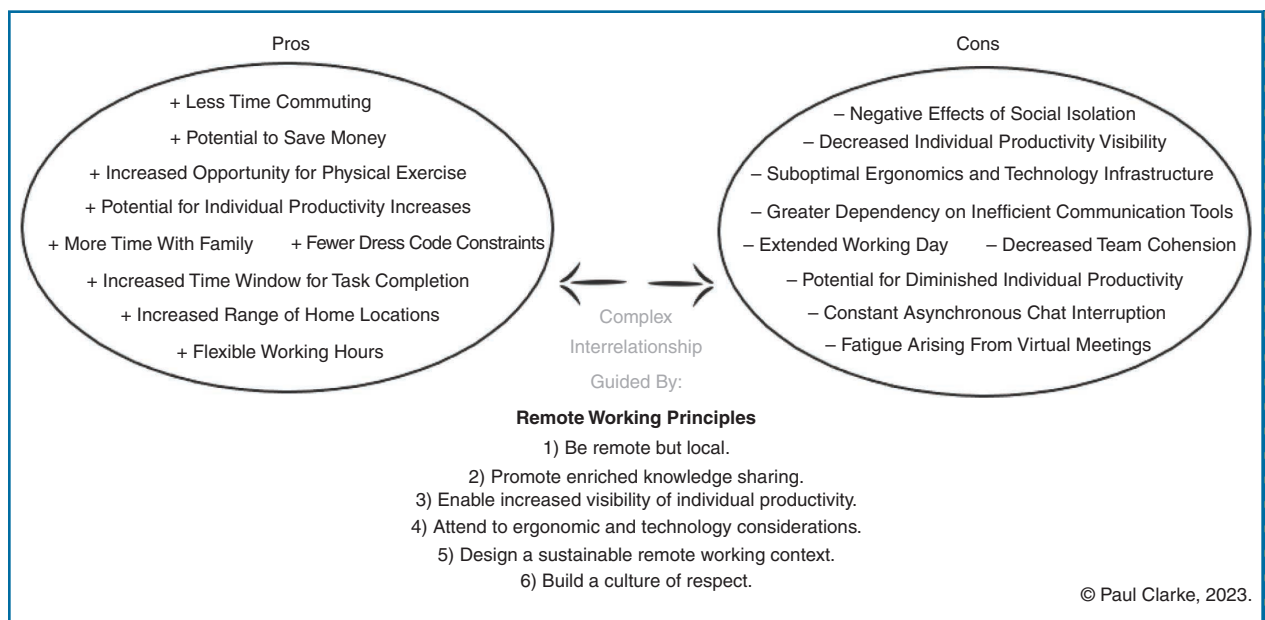 Pros
+ Less Time Commuting
+ Potential to Save Money
+ Increased Opportunity for Physical Exercise
+ Potential for Individual Productivity Increases
+ More Time With Family + Fewer Dress Code Constraints
+ Increased Time Window for Task Completion
+ Increased Range of Home Locations
+ Flexible Working Hours
Cons
– Negative Effects of Social Isolation
– Decreased Individual Productivity Visibility
– Suboptimal Ergonomics and Technology Infrastructure
– Greater Dependency on Inefficient Communication Tools
– Extended Working Day – Decreased Team Cohension
– Potential for Diminished Individual Productivity
– Constant Asynchronous Chat Interruption
– Fatigue Arising From Virtual Meetings
Complex
Interrelationship
Guided By:
Remote Working Principles
1) Be remote but local.
2) Promote enriched knowledge sharing.
3) Enable increased visibility of individual productivity.
4) Attend to ergonomic and technology considerations.
5) Design a sustainable remote working context.
6) Build a culture of respect.
© Paul Clarke, 2023.